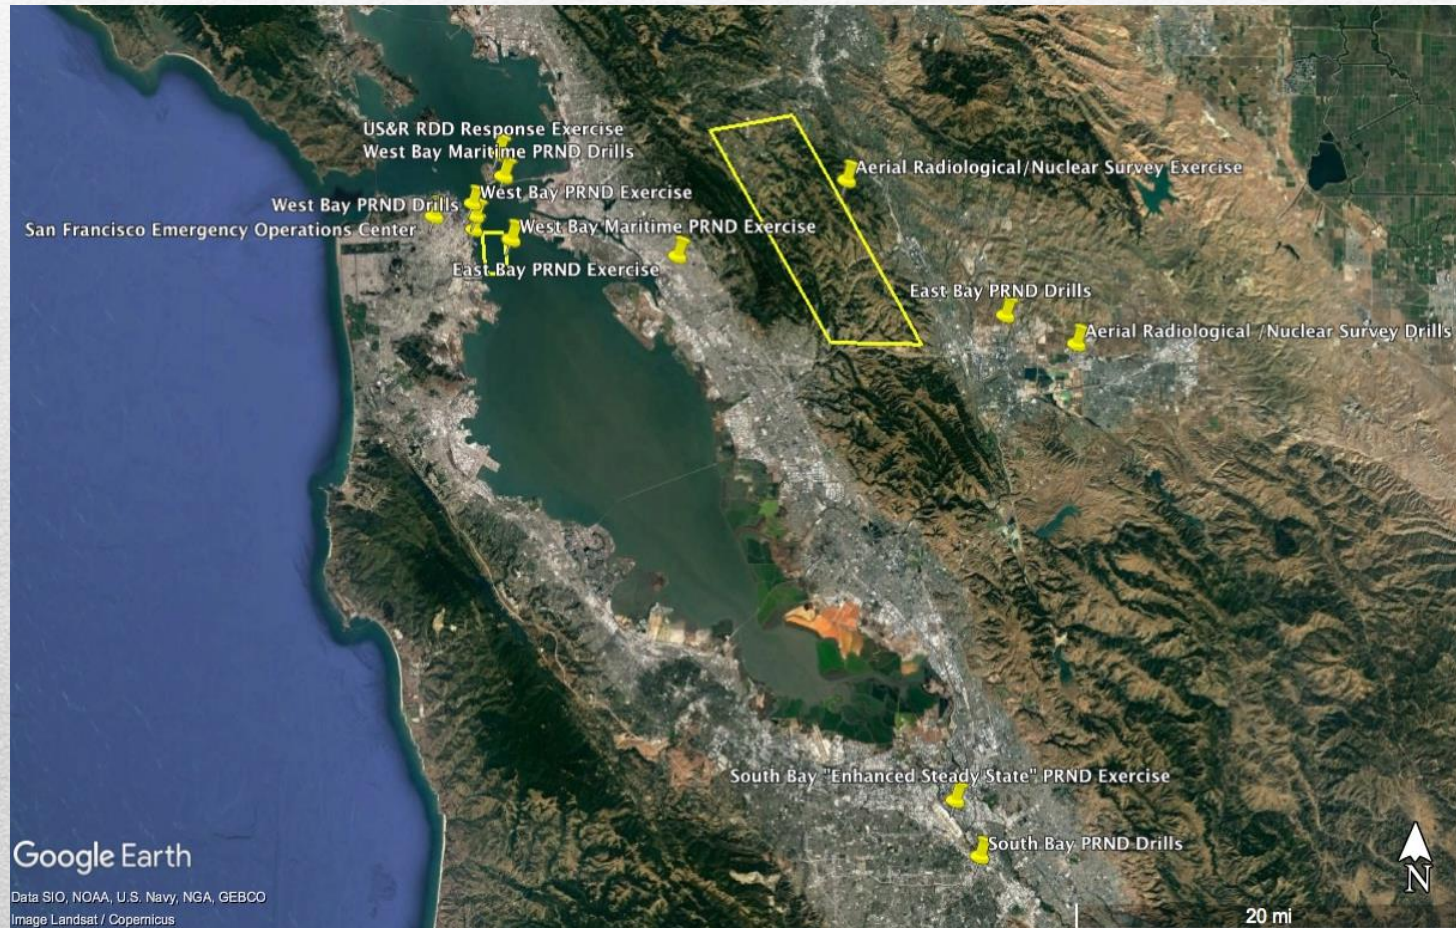 US&R RDD Response Exercise
West Bay Maritime PRND Drills
Aerial Radiological/Nuclear Survey Exercise
West Bay PRND Exercise
West Bay PRND Drills
San Francisco Emergency Operations Center
West Bay Maritime PRND Exercise
East Bay PRND Exercise
East Bay PRND Drills
Aerial Radiological /Nuclear Survey Drills
South Bay "Enhanced Steady State" PRND Exercise
South Bay PRND Drills
Google Earth
Data SIO, NOAA, U.S. Navy, NGA, GEBCO
Image Landsat / Copernicus
N
20 mi